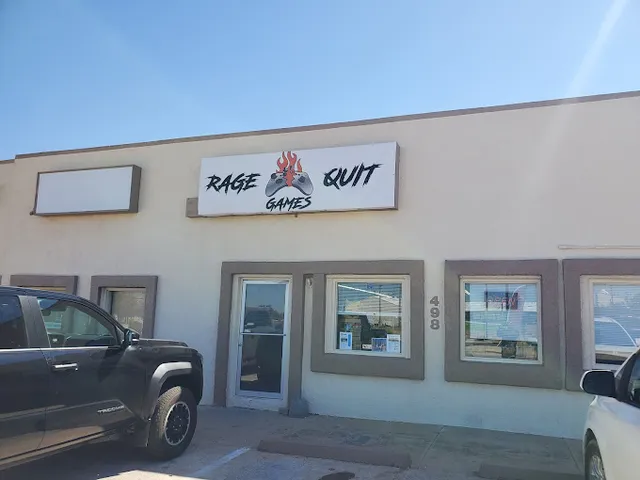 RAGE QUIT
GAMES
498
TACOMA